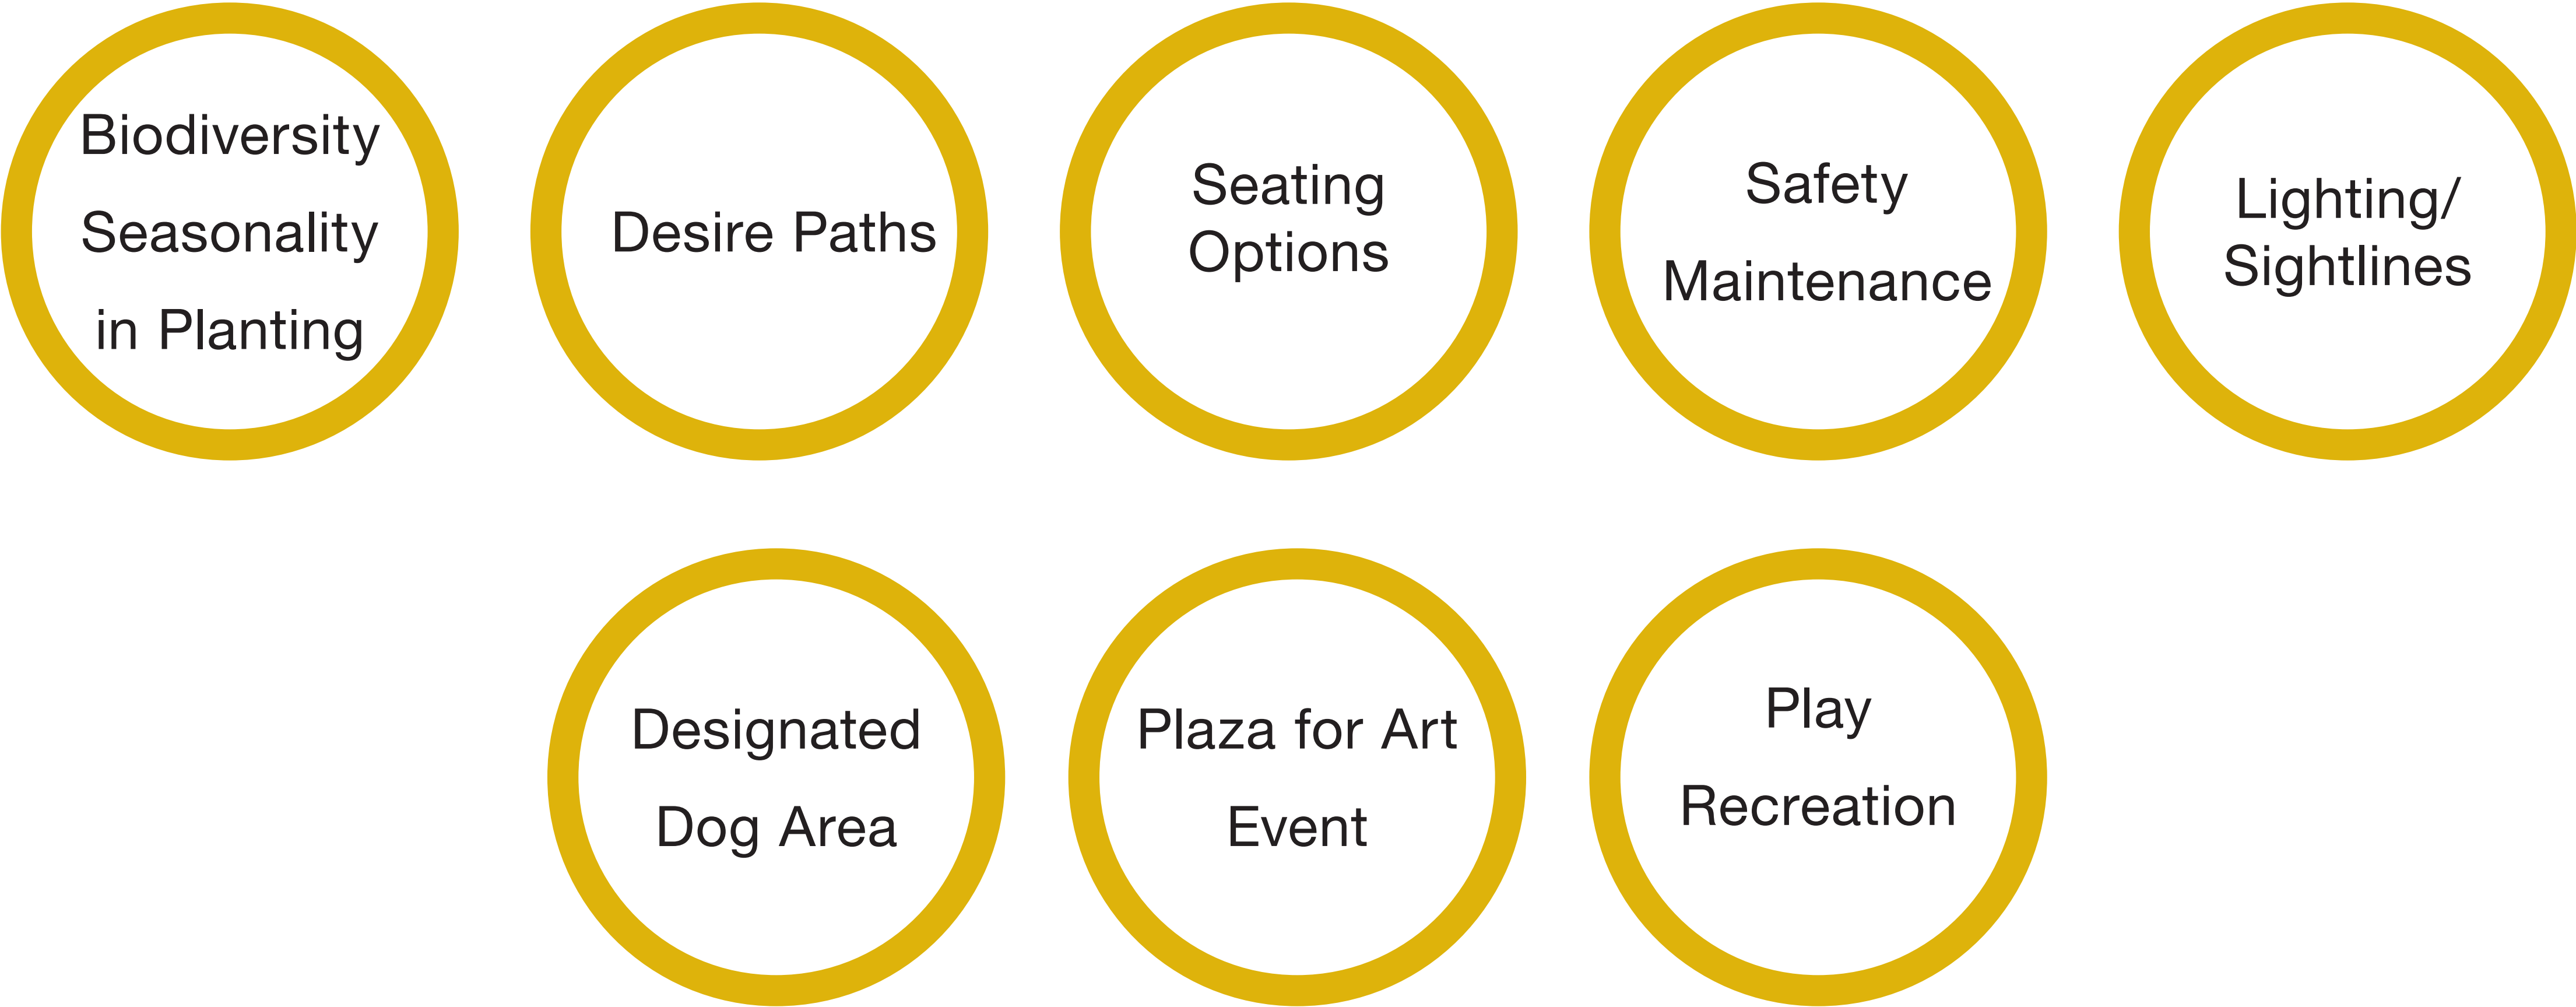 Biodiversity
Seasonality
in Planting
Desire Paths
Seating
Options
Safety
Maintenance
Lighting/
Sightlines
Designated
Dog Area
Plaza for Art
Event
Play
Recreation